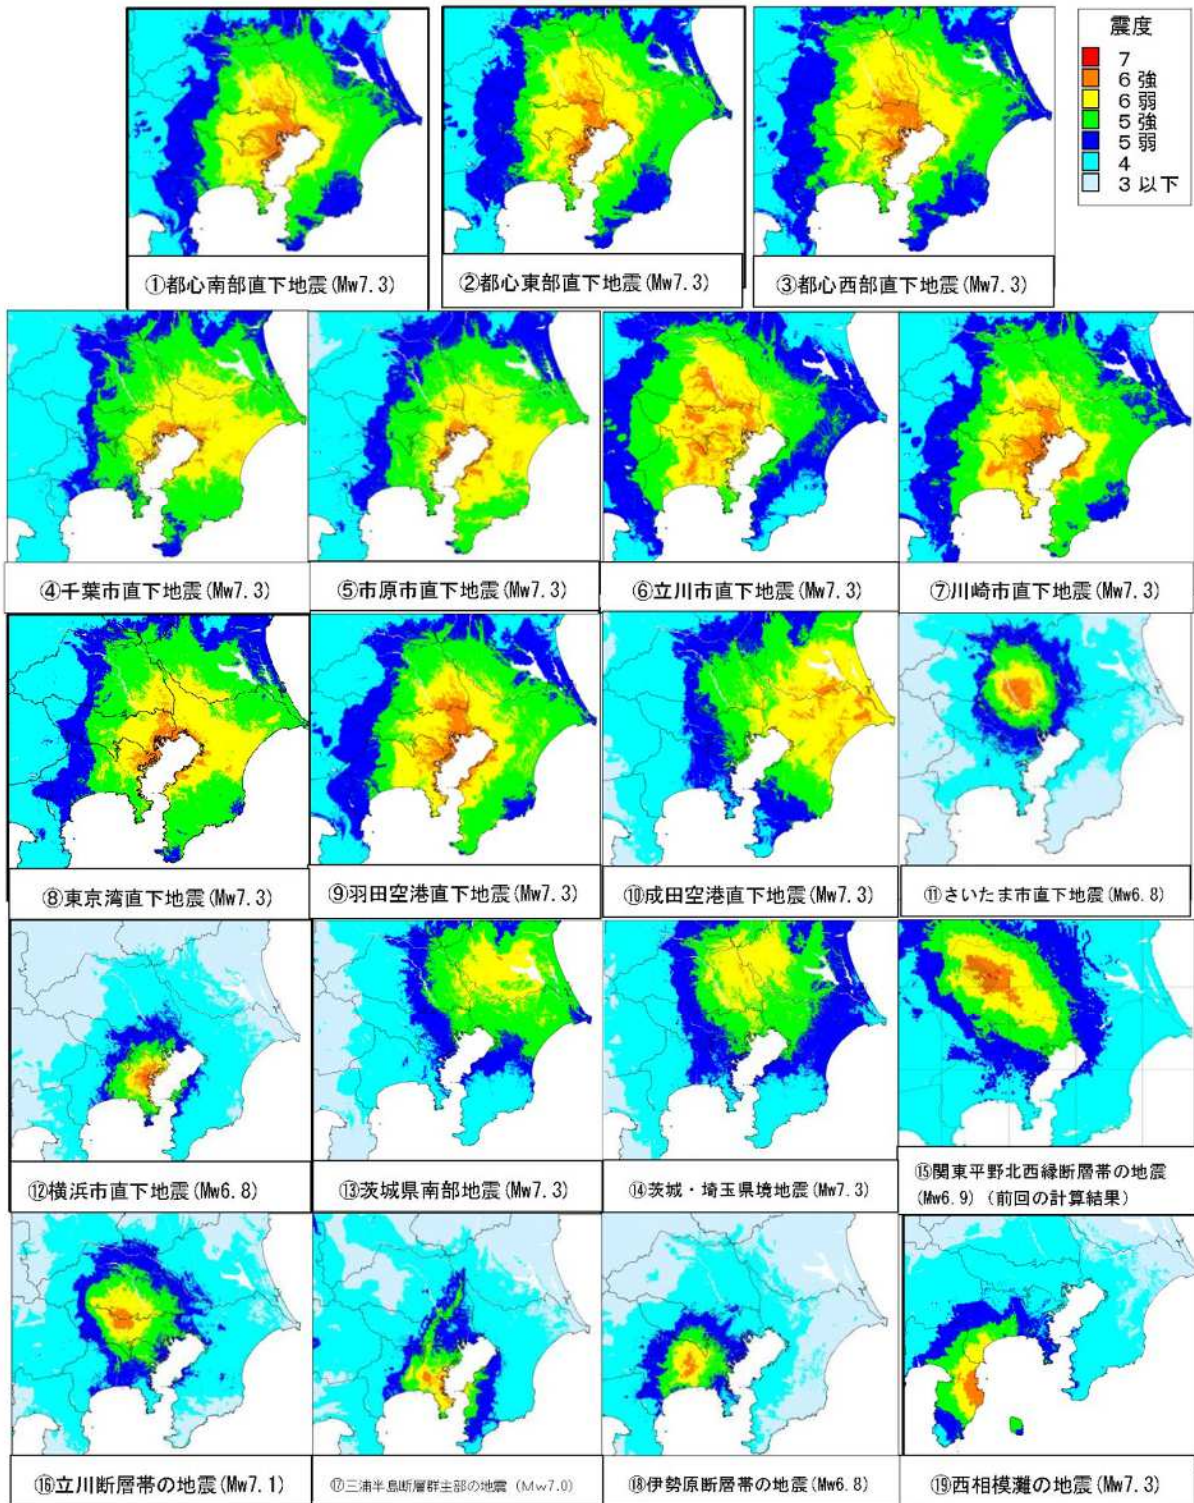 震度
7
6 強
6 弱
5 強
5 弱
4
3 以下
①都心南部直下地震(Mw7.3)
②都心東部直下地震(Mw7.3)
③都心西部直下地震(Mw7.3)
④千葉市直下地震(Mw7.3)
⑤市原市直下地震(Mw7.3)
⑥立川市直下地震(Mw7.3)
⑦川崎市直下地震(Mw7.3)
⑧東京湾直下地震(Mw7.3)
⑨羽田空港直下地震(Mw7.3)
⑩成田空港直下地震(Mw7.3)
⑪さいたま市直下地震(Mw6.8)
⑫横浜市直下地震(Mw6.8)
⑬茨城県南部地震(Mw7.3)
⑭茨城・埼玉県境地震(Mw7.3)
⑮関東平野北西縁断層帯の地震
(Mw6.9)（前回の計算結果）
⑯立川断層帯の地震(Mw7.1)
⑰三浦半島断層群主部の地震（Mw7.0）
⑱伊勢原断層帯の地震(Mw6.8)
⑲西相模灘の地震(Mw7.3)